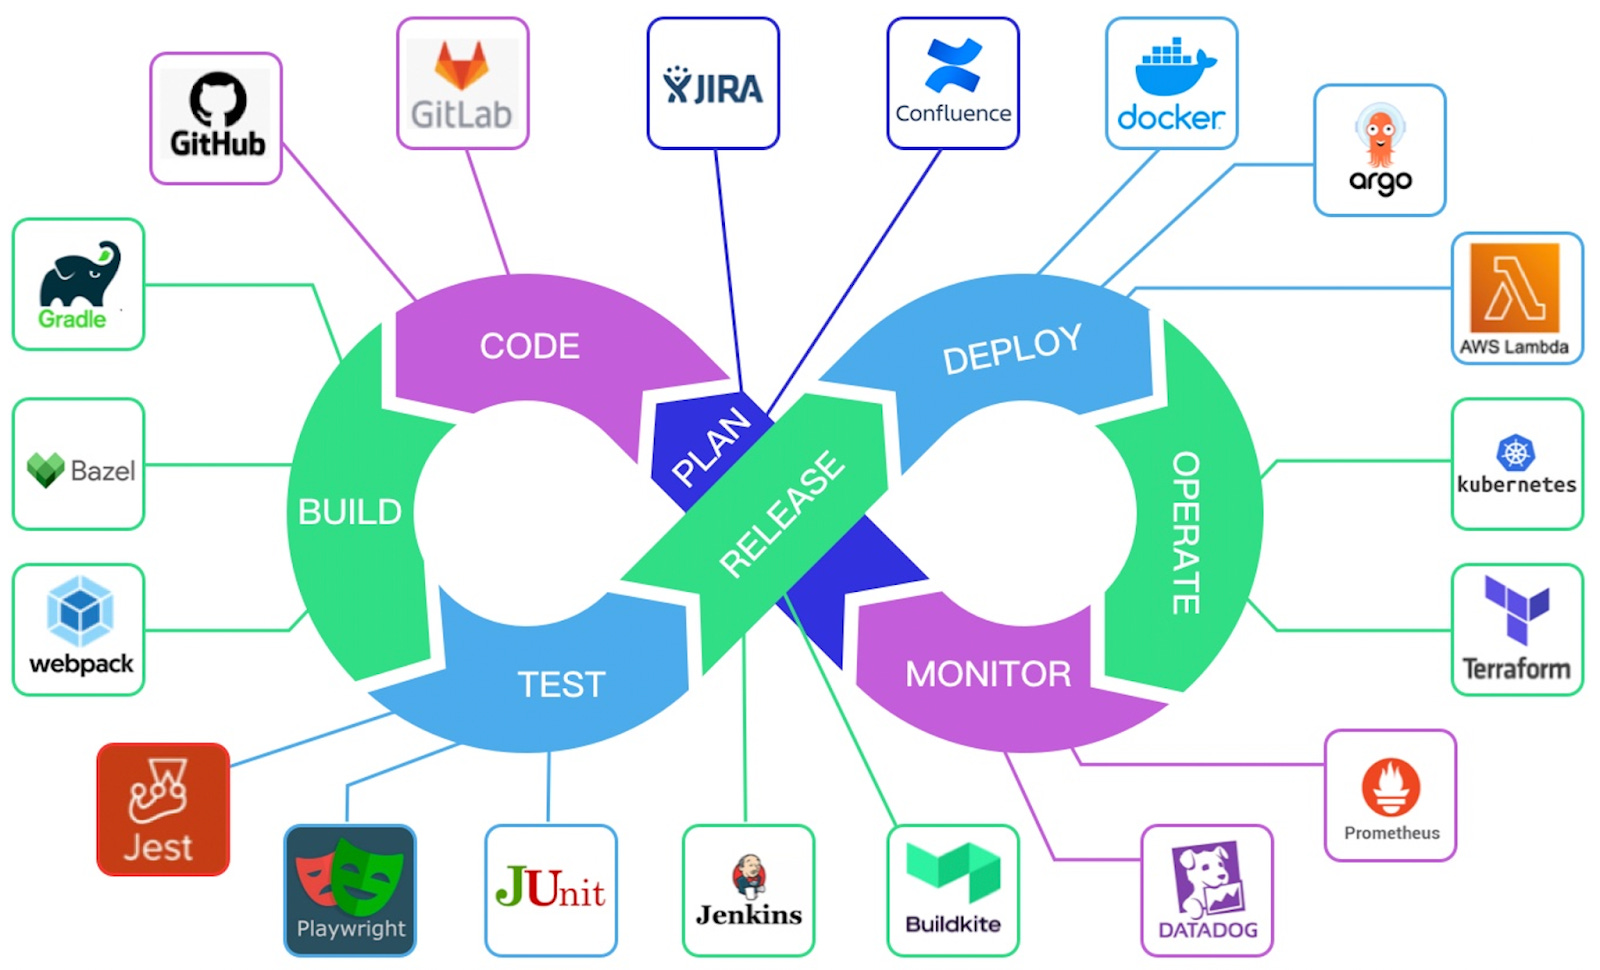 GitHub
GitLab
JIRA
Confluence
docker
argo
Gradle
AWS Lambda
CODE
DEPLOY
PLAN
Bazel
BUILD
RELEASE
OPERATE
kubernetes
webpack
TEST
MONITOR
Terraform
Jest
Playwright
JUnit
Jenkins
Buildkite
DATADOG
Prometheus